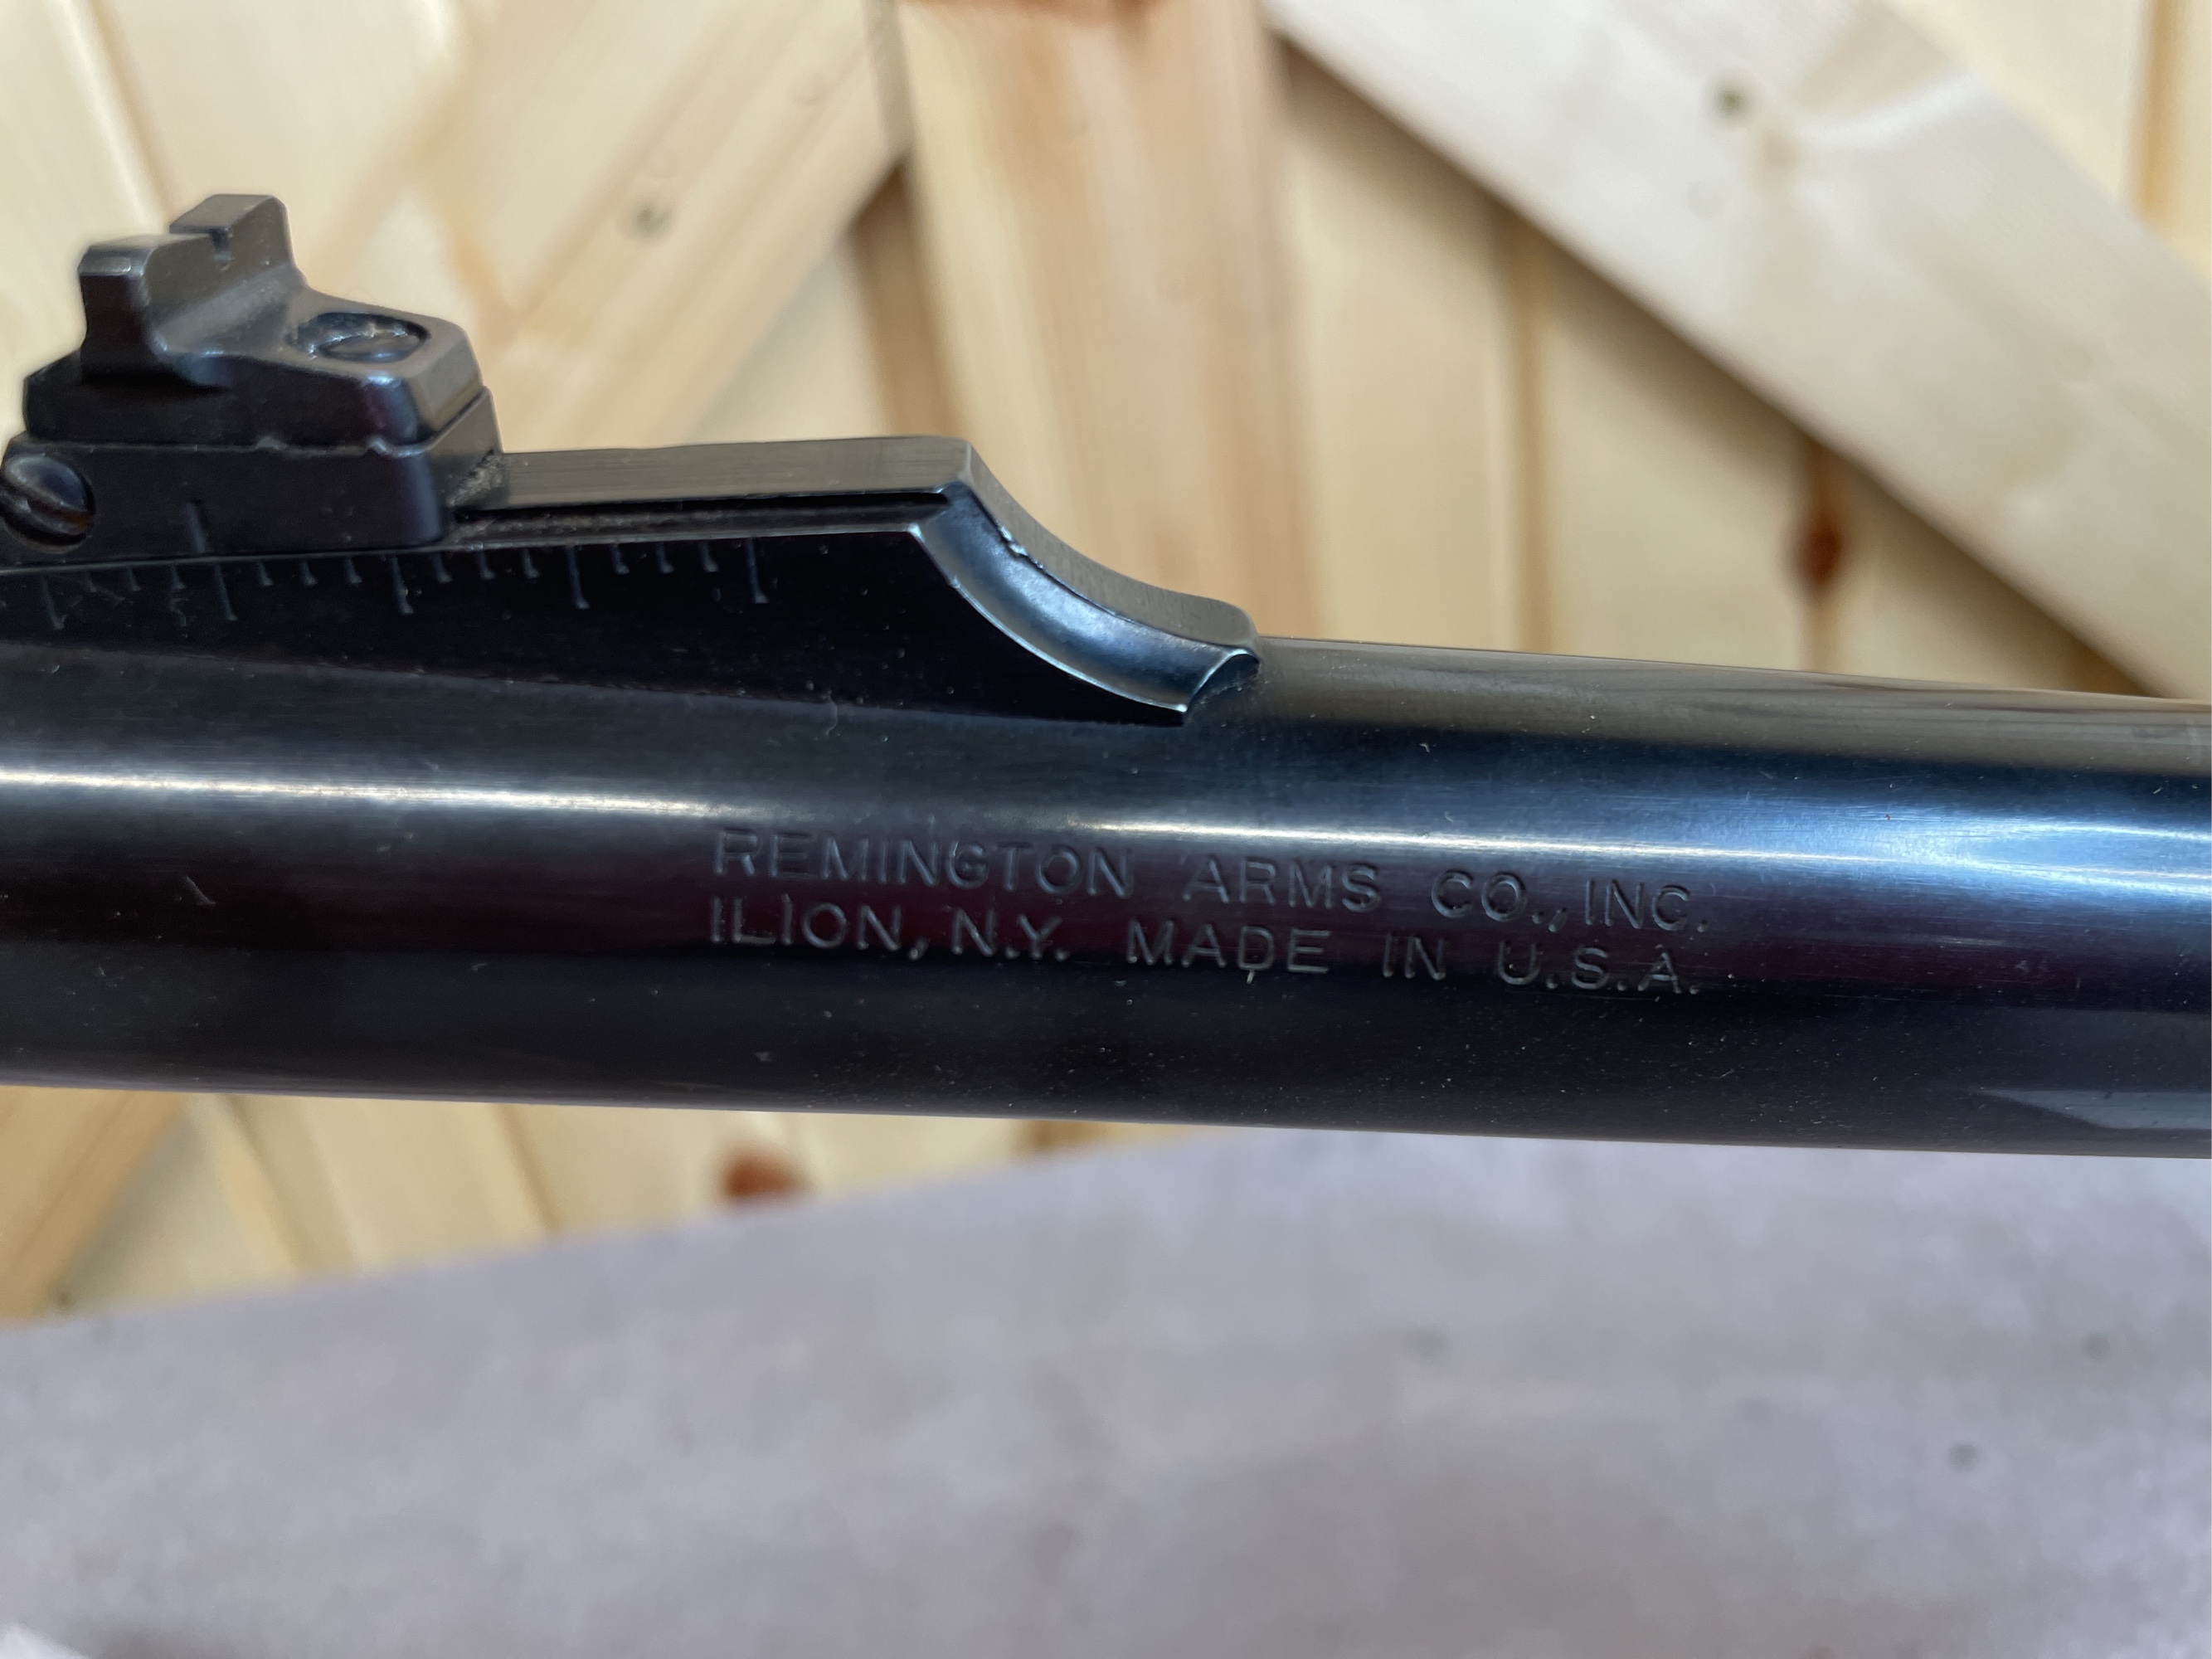 REMINGTON ARMS CO., INC.
ILION, N.Y. MADE IN U.S.A.